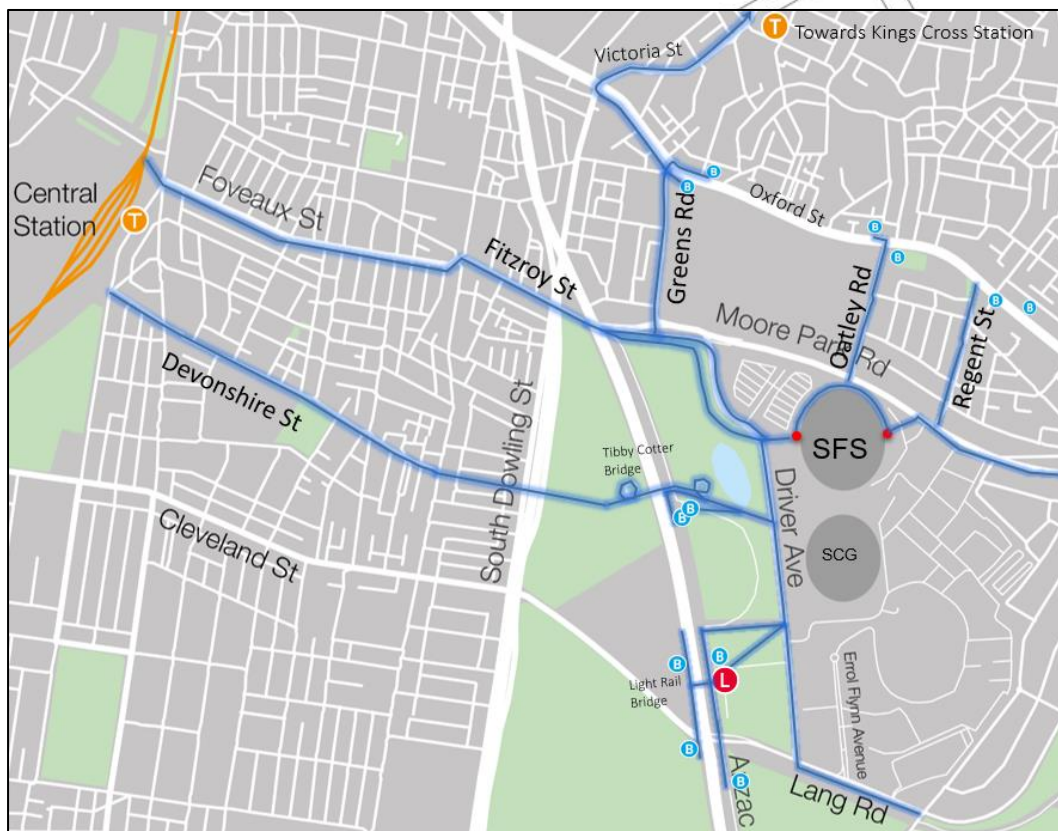 T
Towards Kings Cross Station
Victoria St
Central
Station
T
Foveaux St
B
B
Oxford St
Greens Rd
B
B
Fitzroy St
Oatley Rd
B
B
Regent St
Moore Park Rd
Devonshire St
SFS
South Dowling St
Tibby Cotter
Bridge
Driver Ave
B
B
Cleveland St
SCG
B
B
L
Light Rail
Bridge
Errol Flynn Avenue
B
B
Anzac
Lang Rd